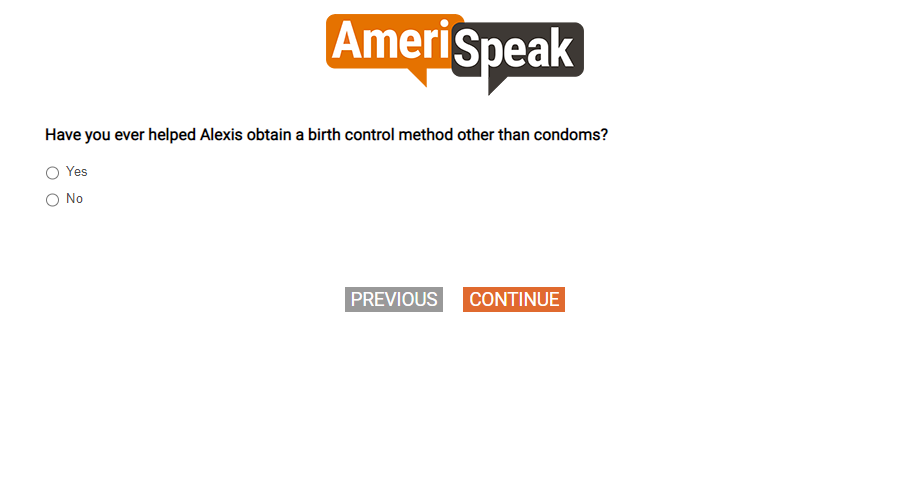 AmeriSpeak
Have you ever helped Alexis obtain a birth control method other than condoms?
Yes
No
PREVIOUS CONTINUE